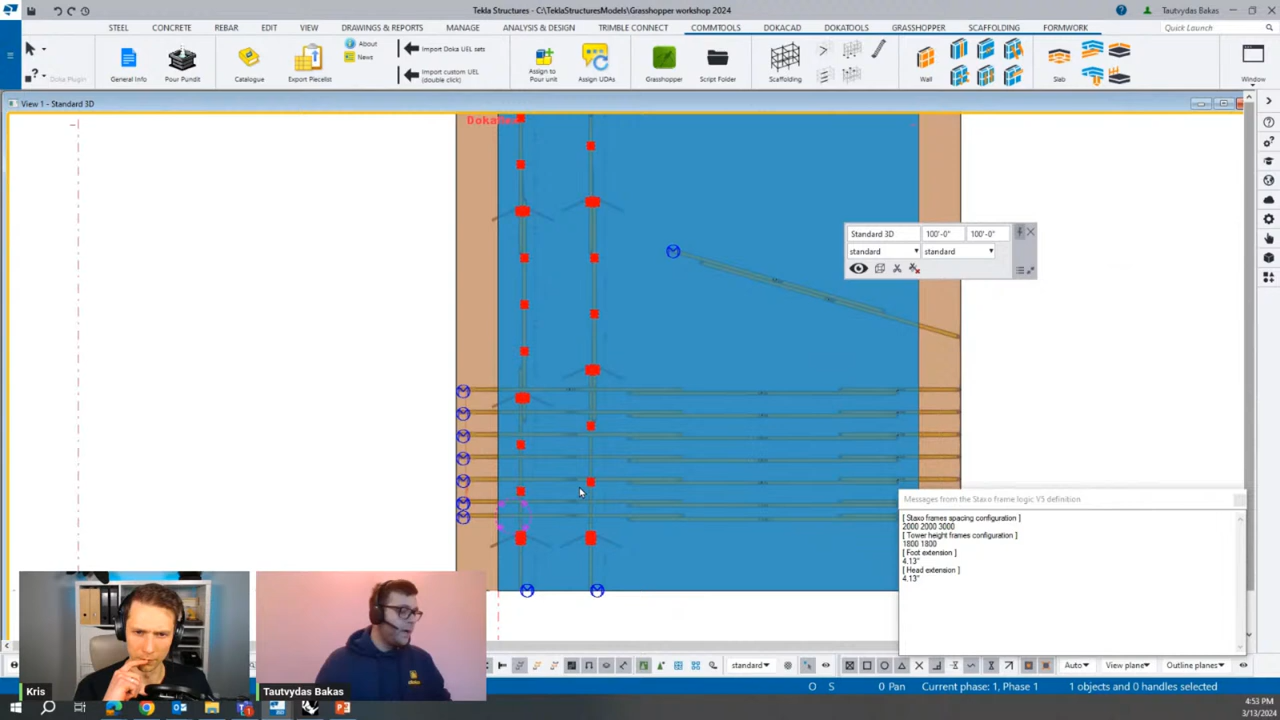 Tekla Structures - C:\TeklaStructuresModels\Grasshopper workshop 2024
Tautvydas Bakas
STEEL CONCRETE REBAR EDIT VIEW DRAWINGS & REPORTS MANAGE ANALYSIS & DESIGN TRIMBLE CONNECT COMMTOOLS DOKACAD DOKATOOLS GRASSHOPPER SCAFFOLDING FORMWORK
Quick Launch
About
News
Import Doka UEL sets
Import custom UEL
(double click)
Doka Plugin
General Info
Pour Pundit
Catalogue
Export Piecelist
Assign to
Pour unit
Assign UDAs
Grasshopper
Script Folder
Scaffolding
Wall
Slab
Window
View 1 - Standard 3D
Standard 3D 100'-0" 100'-0"
standard standard
Messages from the Staxo frame logic V5 definition
[ Staxo frames spacing configuration ]
2000 2000 3000
[ Tower height frames configuration ]
1800 1800
[ Foot extension ]
4.13"
[ Head extension ]
4.13"
Kris
Tautvydas Bakas
standard
Auto
View plane
Outline planes
O S 0 Pan Current phase: 1, Phase 1 1 objects and 0 handles selected
4:53 PM
3/13/2024